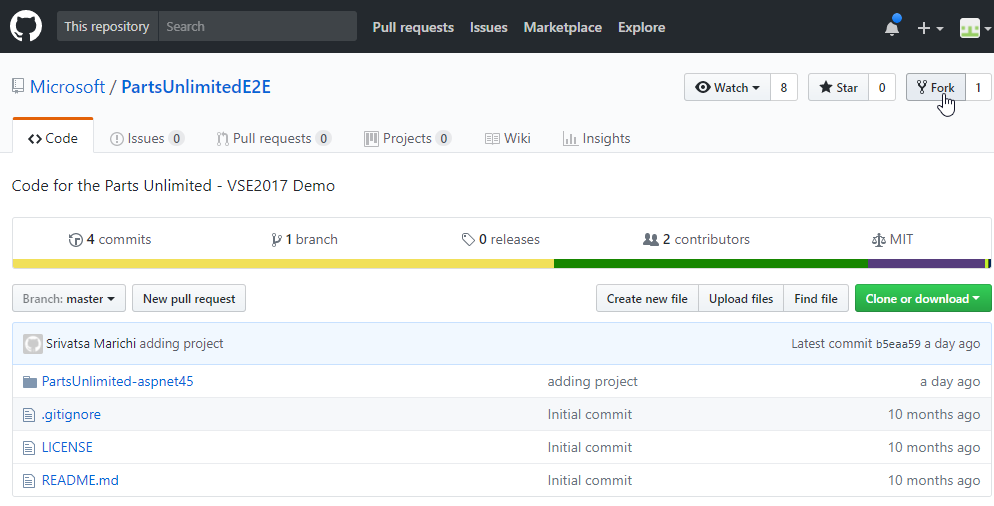 This repository Search Pull requests Issues Marketplace Explore
Microsoft / PartsUnlimitedE2E Watch 8 Star 0 Fork 1
Code Issues 0 Pull requests 0 Projects 0 Wiki Insights
Code for the Parts Unlimited - VSE2017 Demo
4 commits 1 branch 0 releases 2 contributors MIT
Branch: master New pull request Create new file Upload files Find file Clone or download
Srivatsa Marichi adding project Latest commit b5eaa59 a day ago
PartsUnlimited-aspnet45 adding project a day ago
.gitignore Initial commit 10 months ago
LICENSE Initial commit 10 months ago
README.md Initial commit 10 months ago